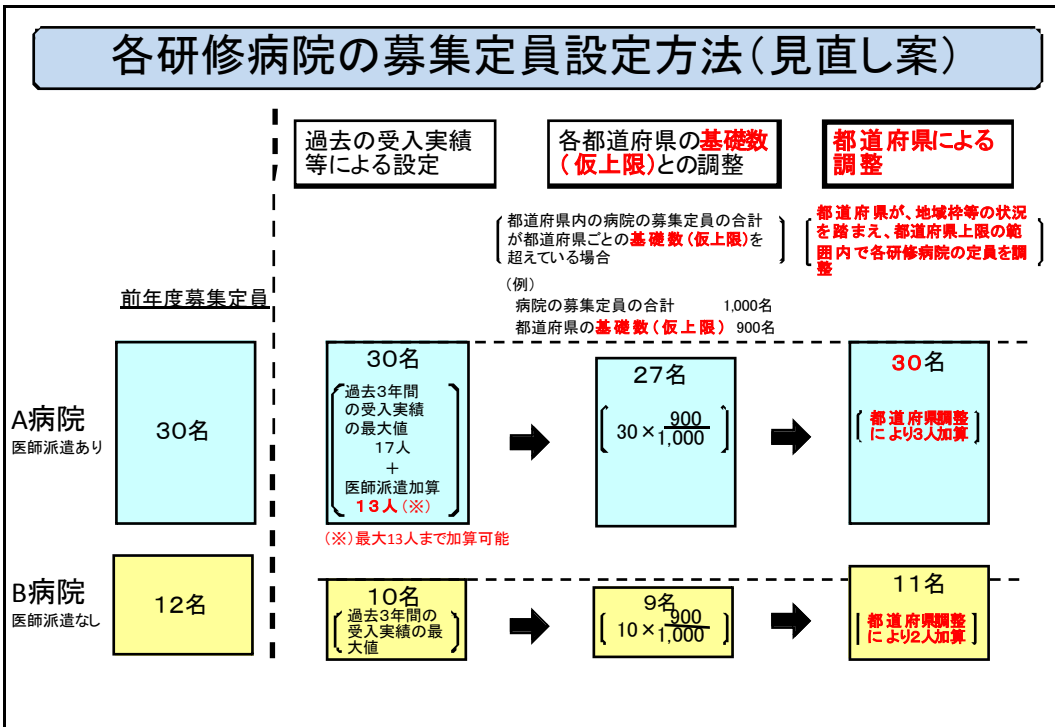 各研修病院の募集定員設定方法（見直し案）
過去の受入実績
等による設定
各都道府県の基礎数
（仮上限）との調整
都道府県による
調整
都道府県内の病院の募集定員の合計
が都道府県ごとの基礎数（仮上限）を
超えている場合
都道府県が、地域枠等の状況
を踏まえ、都道府県上限の範
囲内で各研修病院の定員を調
整
（例）
病院の募集定員の合計 1,000名
都道府県の基礎数（仮上限） 900名
前年度募集定員
A病院
医師派遣あり
30名
30名
過去3年間
の受入実績
の最大値
17人
＋
医師派遣加算
13人（※）
（※）最大13人まで加算可能
27名
30×900/1,000
30名
都道府県調整
により3人加算
B病院
医師派遣なし
12名
10名
過去3年間の
受入実績の最
大値
9名
10×900/1,000
11名
都道府県調整
により2人加算